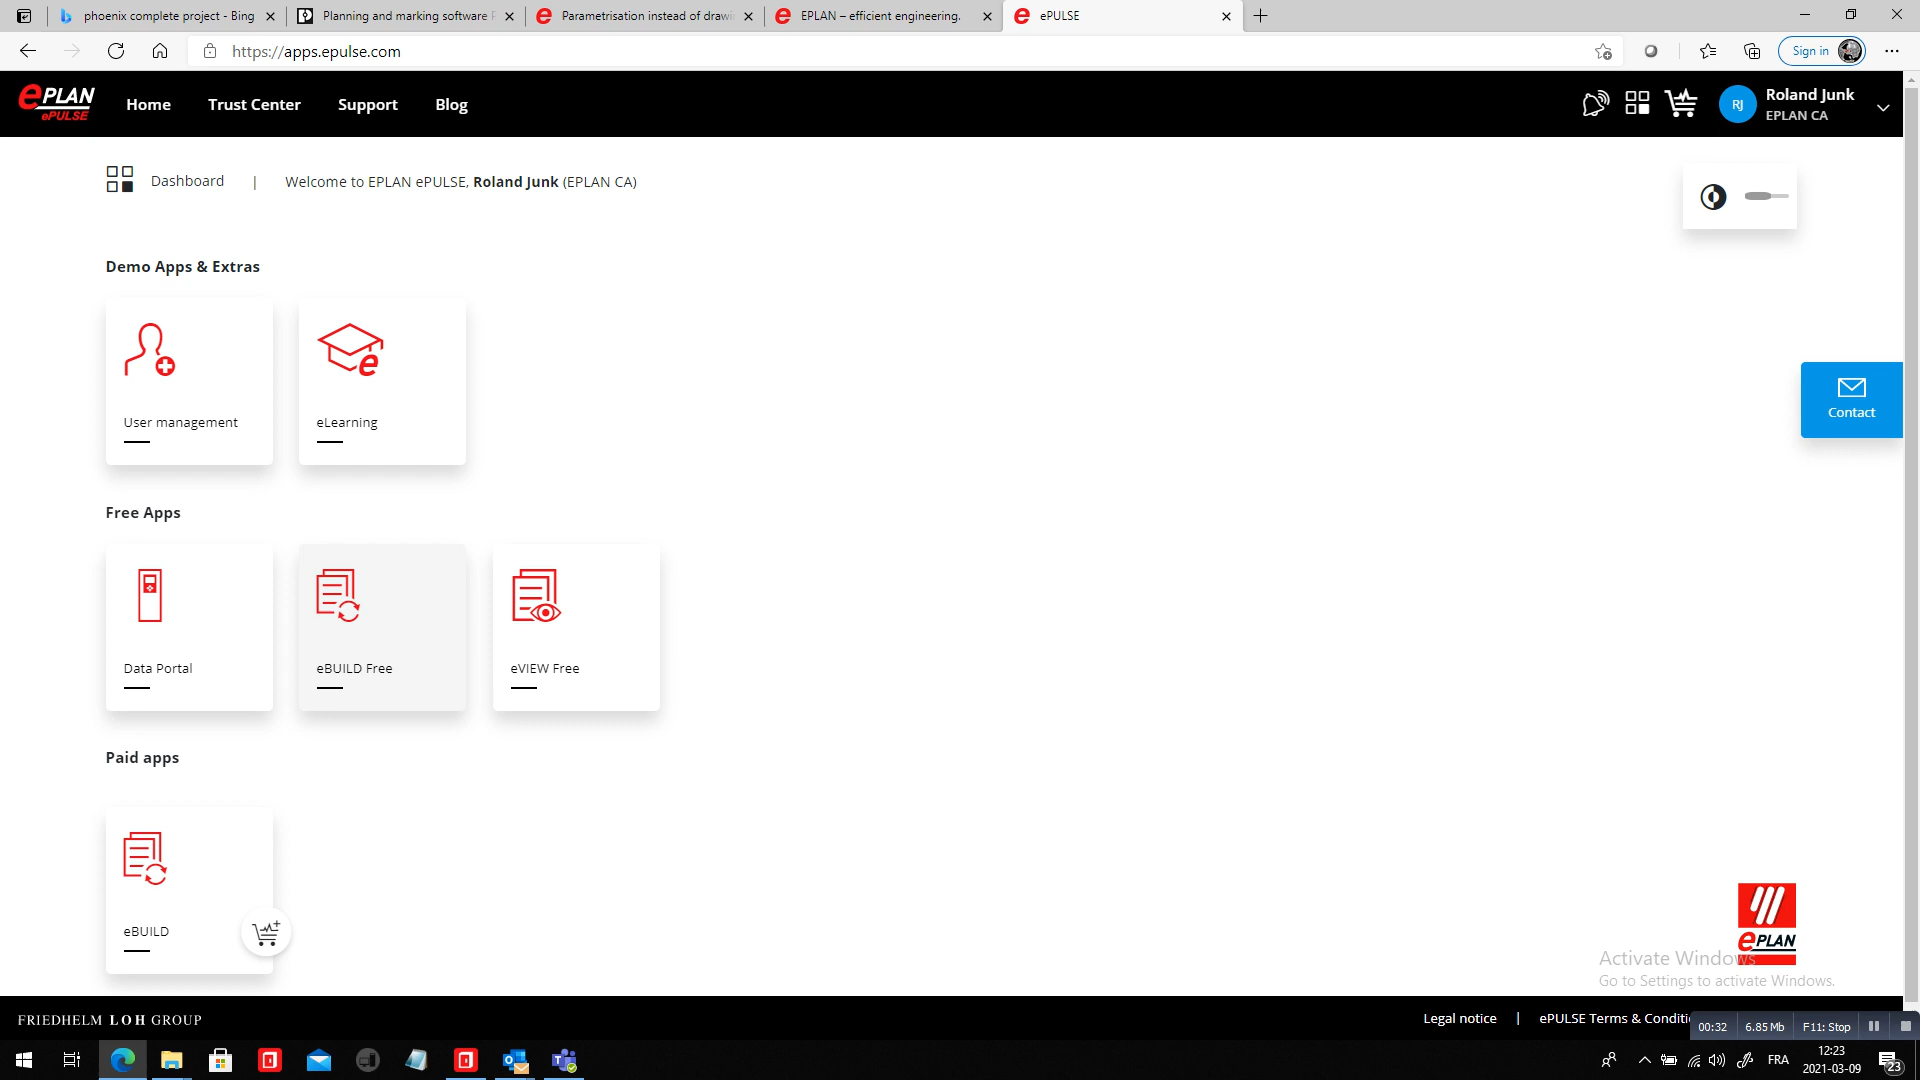 phoenix complete project - Bing
Planning and marking software P
Parametrisation instead of drawi
EPLAN – efficient engineering.
ePULSE
https://apps.epulse.com
Sign in
ePLAN
ePULSE
Home
Trust Center
Support
Blog
RJ
Roland Junk
EPLAN CA
Dashboard | Welcome to EPLAN ePULSE, Roland Junk (EPLAN CA)
Demo Apps & Extras
User management
eLearning
Contact
Free Apps
Data Portal
eBUILD Free
eVIEW Free
Paid apps
eBUILD
ePLAN
Activate Windows
Go to Settings to activate Windows.
FRIEDHELM LOH GROUP
Legal notice | ePULSE Terms & Conditi
00:32 6.85 Mb F11: Stop
FRA
12:23
2021-03-09
23